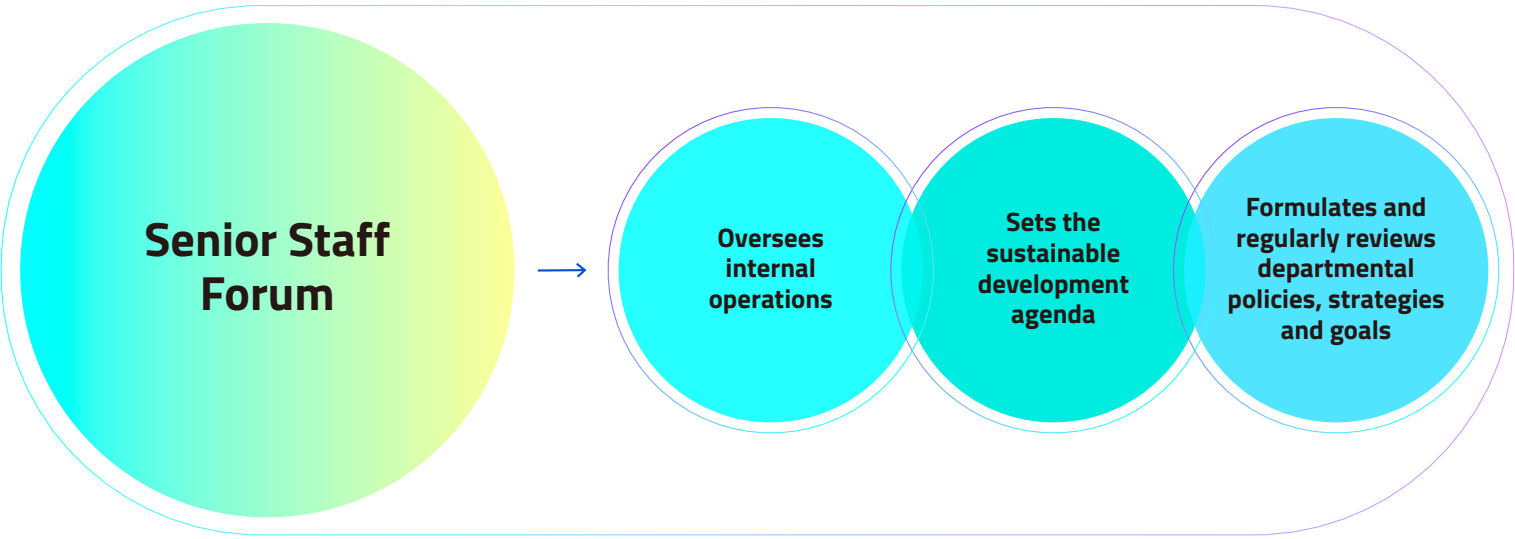 Senior Staff
Forum
Oversees
internal
operations
Sets the
sustainable
development
agenda
Formulates and
regularly reviews
departmental
policies, strategies
and goals